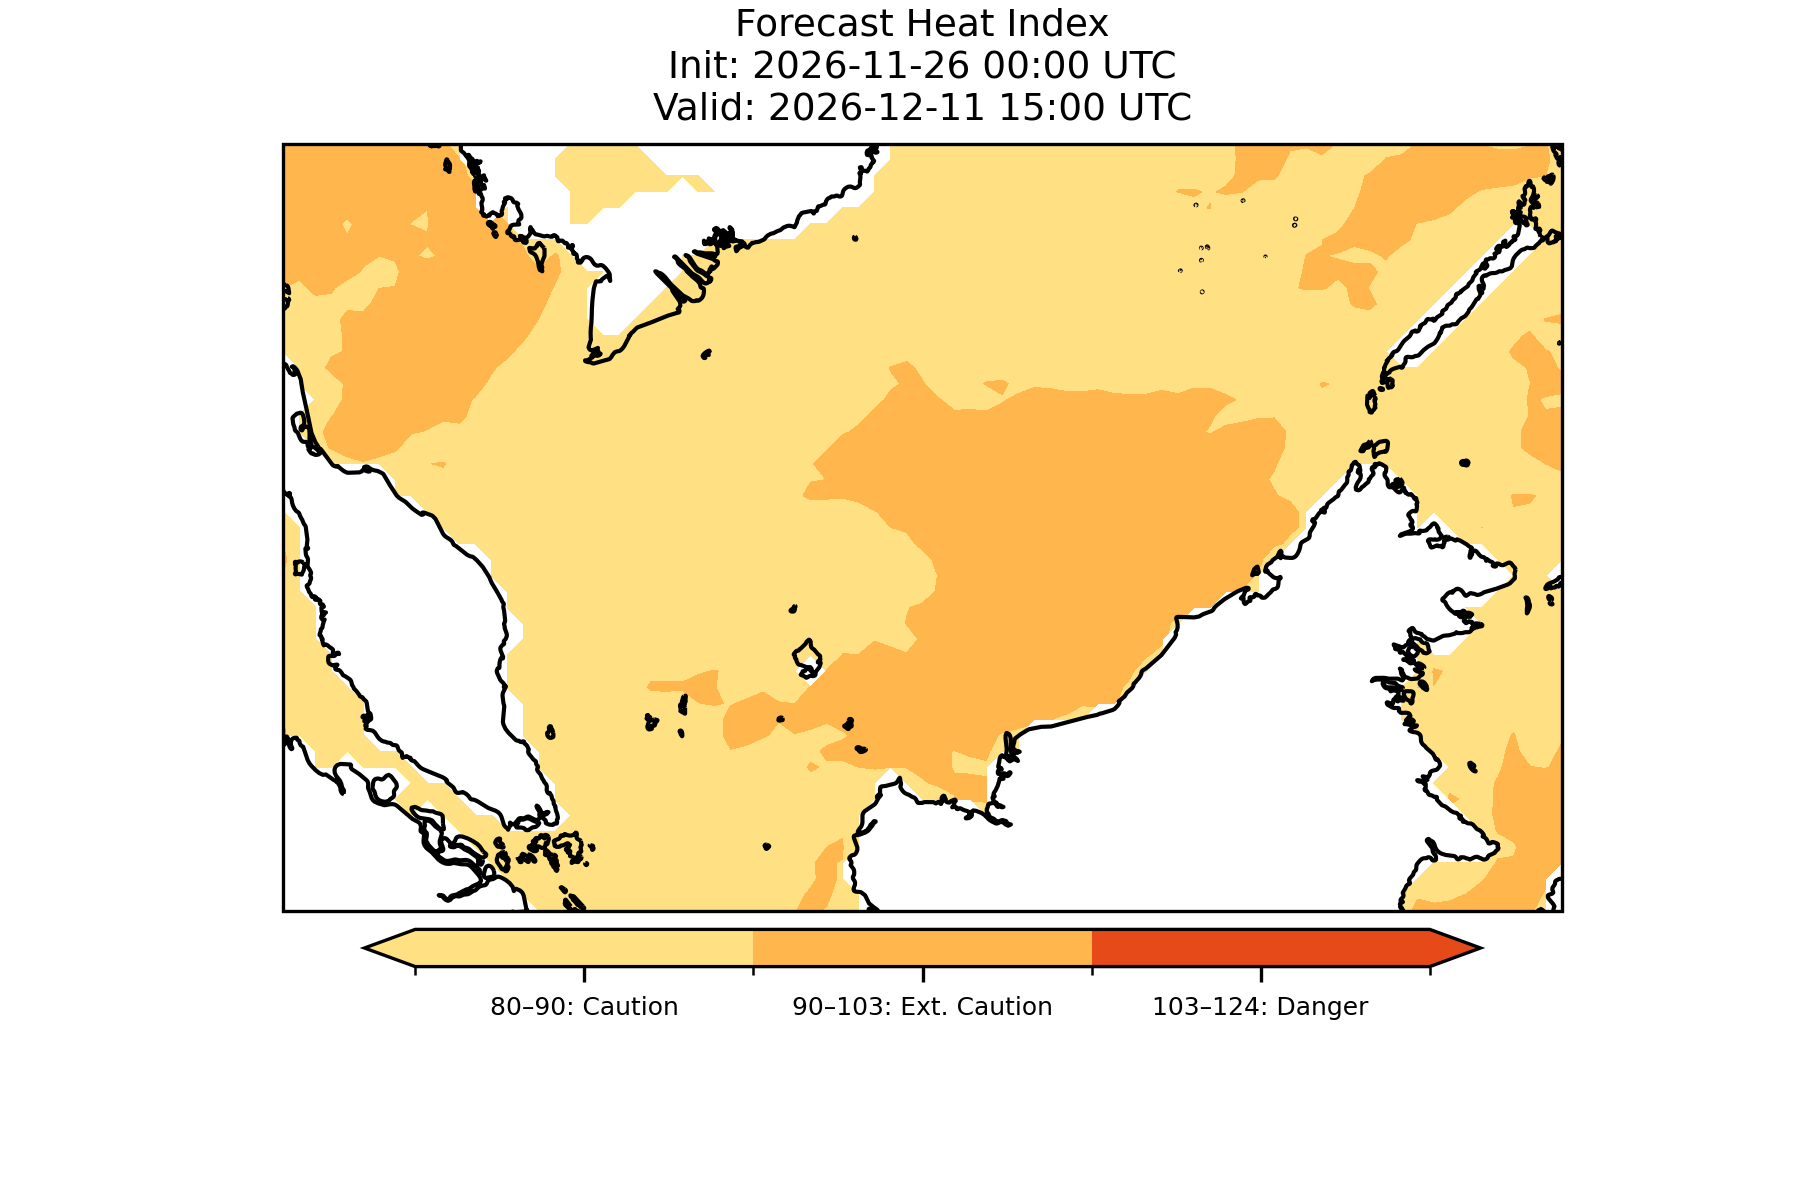 Forecast Heat Index
Init: 2026-11-26 00:00 UTC
Valid: 2026-12-11 15:00 UTC
80–90: Caution
90–103: Ext. Caution
103–124: Danger